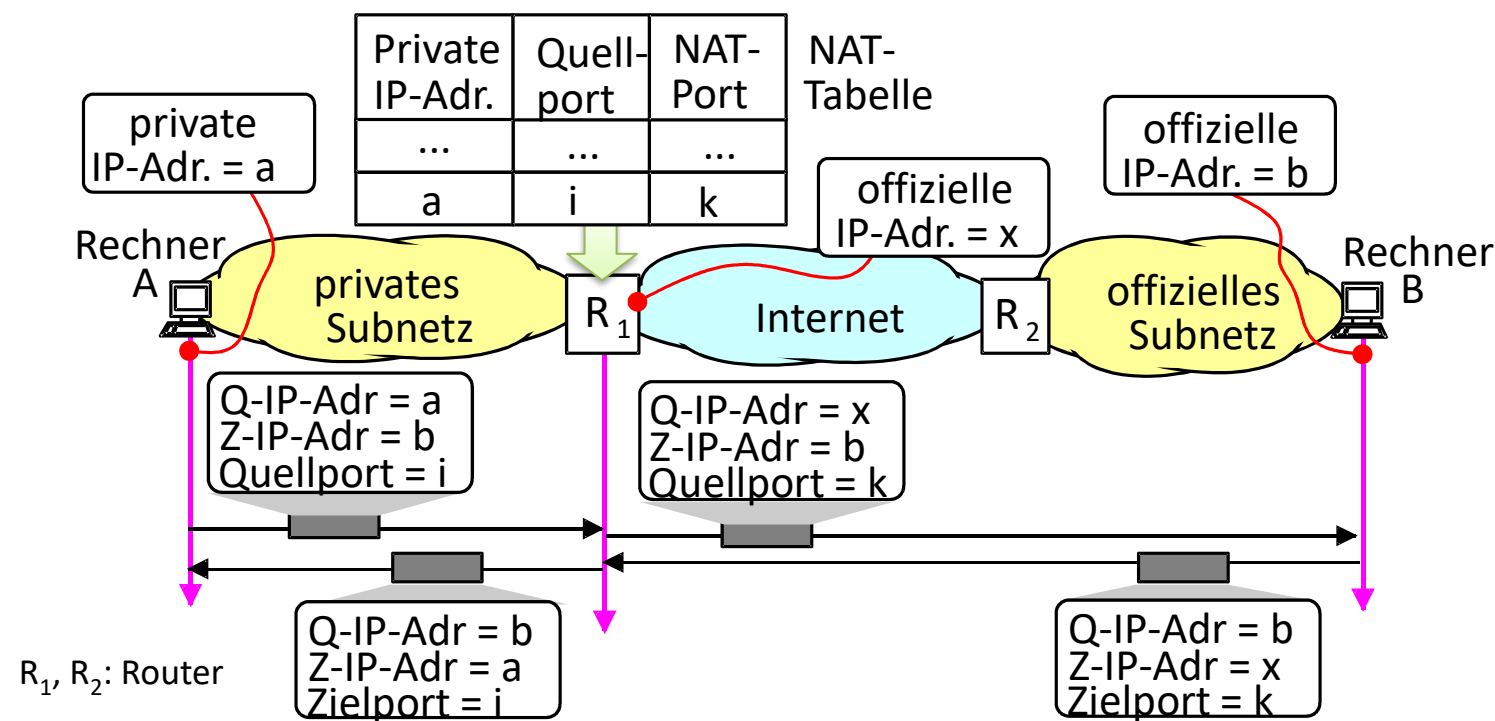 Private
IP-Adr.
Quell-
port
NAT-
Port
NAT-
Tabelle
...
...
...
a
i
k
private
IP-Adr. = a
offizielle
IP-Adr. = x
offizielle
IP-Adr. = b
Rechner
A
privates
Subnetz
R1
Internet
R2
offizielles
Subnetz
Rechner
B
Q-IP-Adr = a
Z-IP-Adr = b
Quellport = i
Q-IP-Adr = x
Z-IP-Adr = b
Quellport = k
Q-IP-Adr = b
Z-IP-Adr = a
Zielport = i
Q-IP-Adr = b
Z-IP-Adr = x
Zielport = k
R1, R2: Router